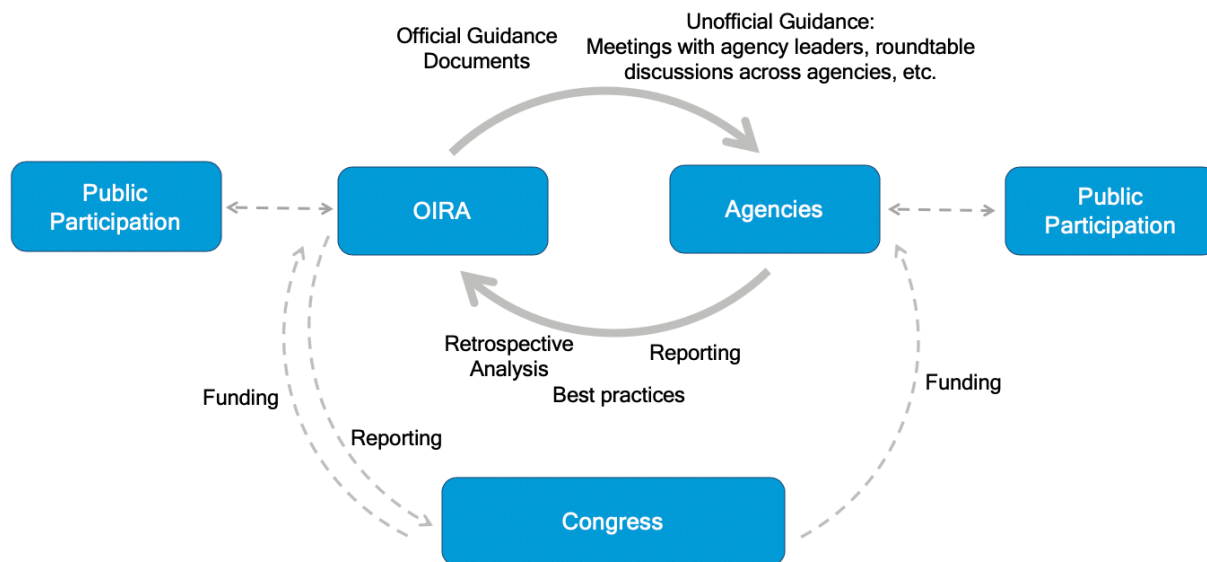 Official Guidance
Documents
Unofficial Guidance:
Meetings with agency leaders, roundtable
discussions across agencies, etc.
Public
Participation
OIRA
Agencies
Public
Participation
Retrospective
Analysis
Reporting
Best practices
Funding
Reporting
Funding
Congress